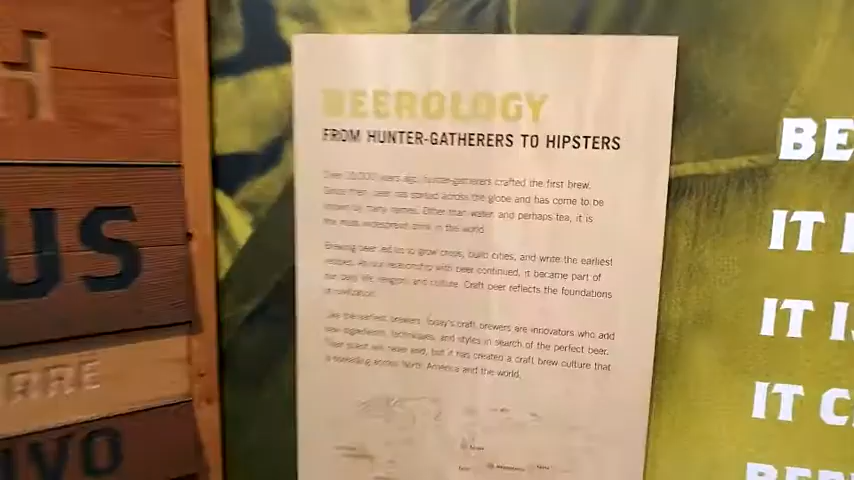 BEEROLOGY
FROM HUNTER-GATHERERS TO HIPSTERS
Over 10,000 years ago, hunter-gatherers crafted the first brew.
Since then, beer has spread across the globe and has come to be
known by many names. Other than water, and perhaps tea, it is
the most widespread drink in the world.
Brewing beer led us to grow crops, build cities, and write the earliest
recipes. As our relationship with beer continued, it became part of
our daily life, religion, and culture. Craft beer reflects the foundations
of civilization.
Like the earliest brewers, today's craft brewers are innovators who add
new ingredients, techniques, and styles in search of the perfect beer.
Their quest will never end, but it has created a craft brew culture that
is spreading across North America and the world.
H
US
ARE
IVO
BE
IT
IT IS
IT CA